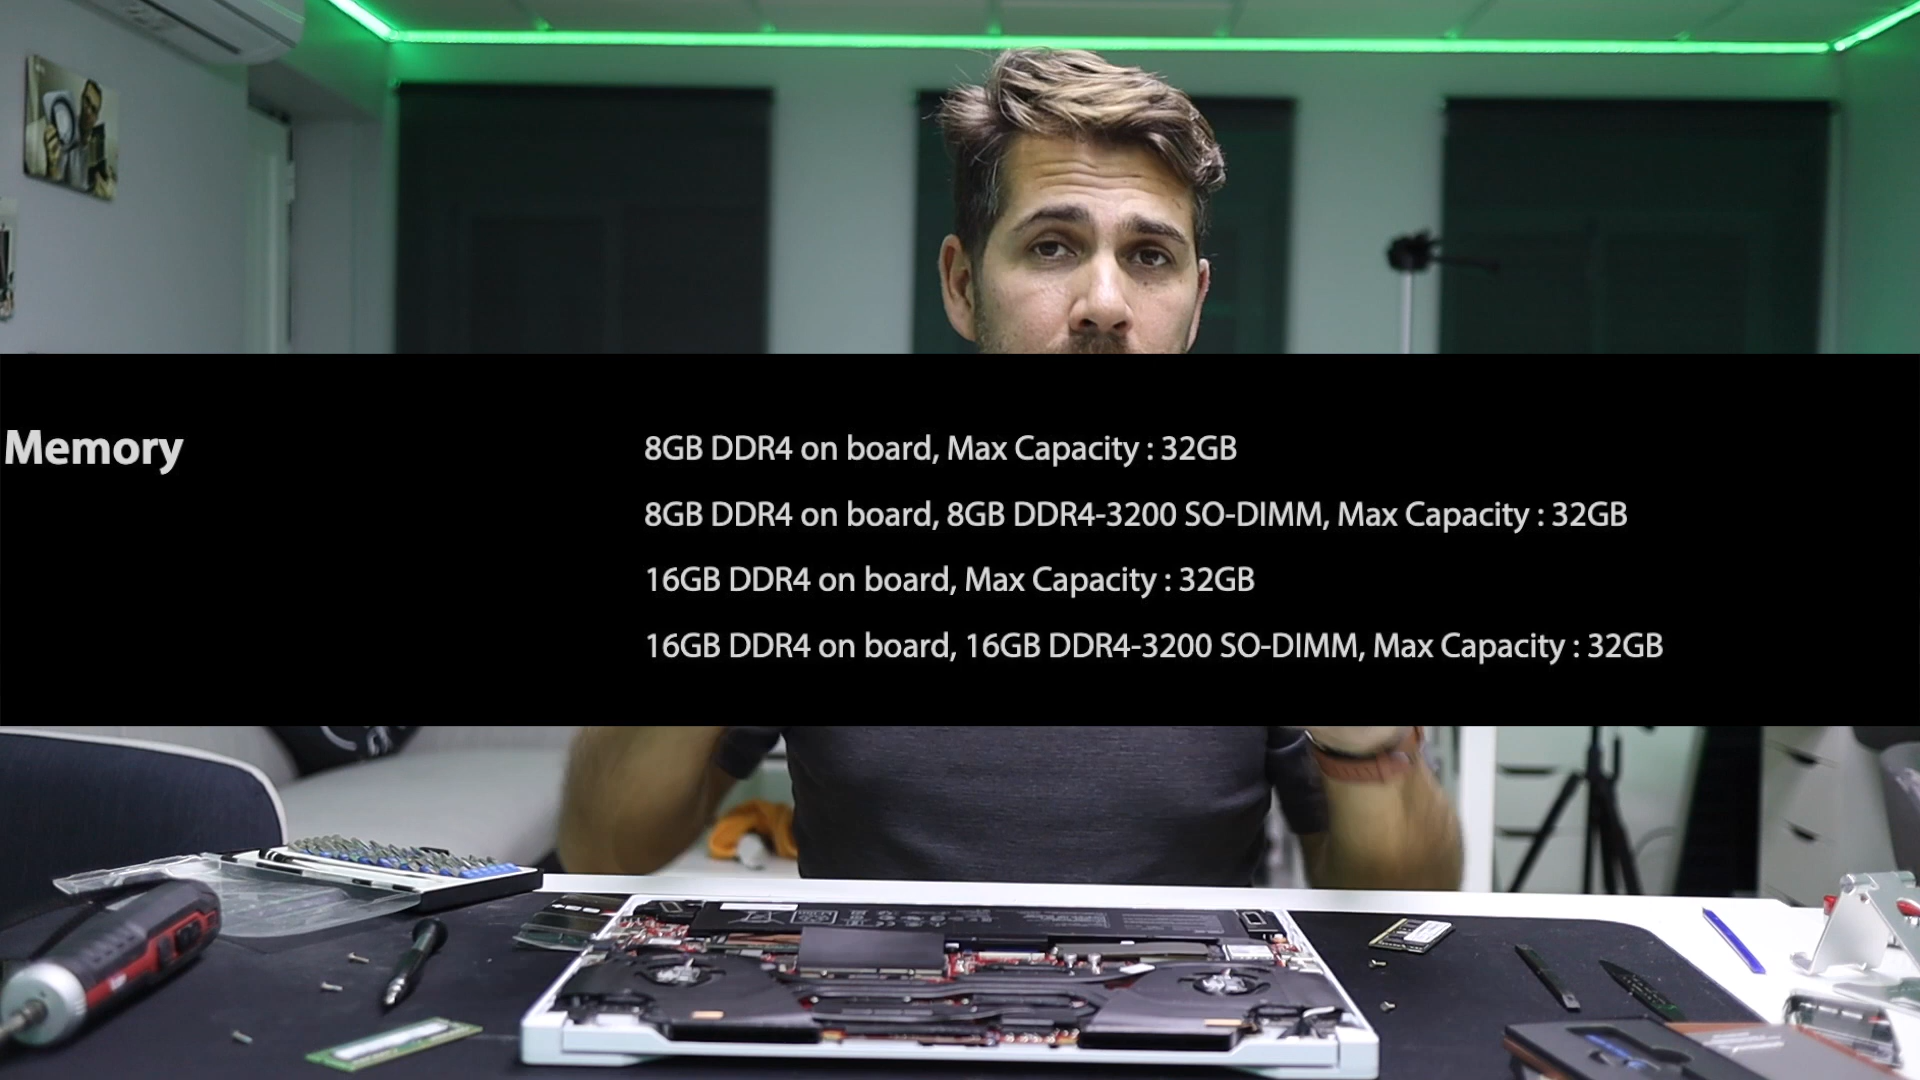 Memory
8GB DDR4 on board, Max Capacity : 32GB
8GB DDR4 on board, 8GB DDR4-3200 SO-DIMM, Max Capacity : 32GB
16GB DDR4 on board, Max Capacity : 32GB
16GB DDR4 on board, 16GB DDR4-3200 SO-DIMM, Max Capacity : 32GB